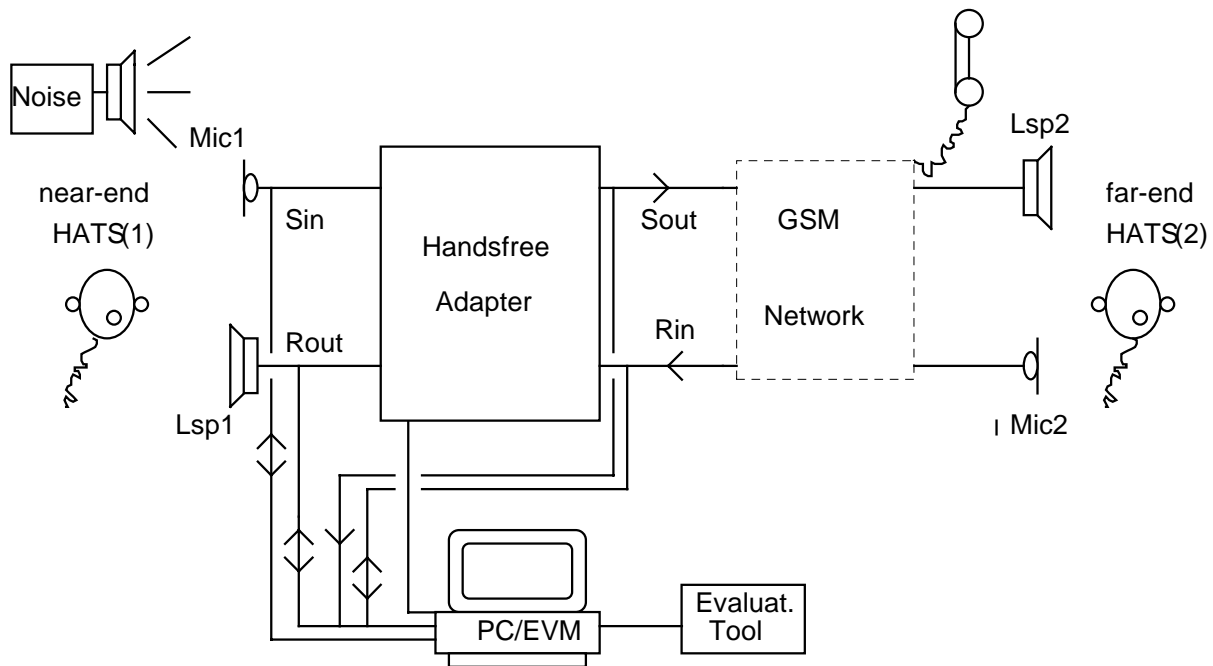 Noise
Mic1
Lsp2
near-end
HATS(1)
far-end
HATS(2)
Sin
Sout
GSM
Handsfree
Adapter
Rout
Rin
Network
Lsp1
Mic2
PC/EVM
Evaluat.
Tool